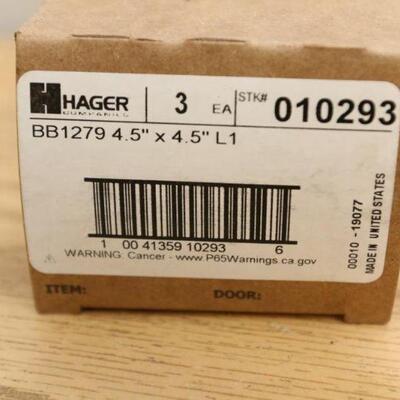 HAGER
COMPANIES
3 EA
STK# 010293
BB1279 4.5" x 4.5" L1
1 00 41359 10293 6
WARNING: Cancer - www.P65Warnings.ca.gov
00010 -19077
MADE IN UNITED STATES
ITEM: DOOR: